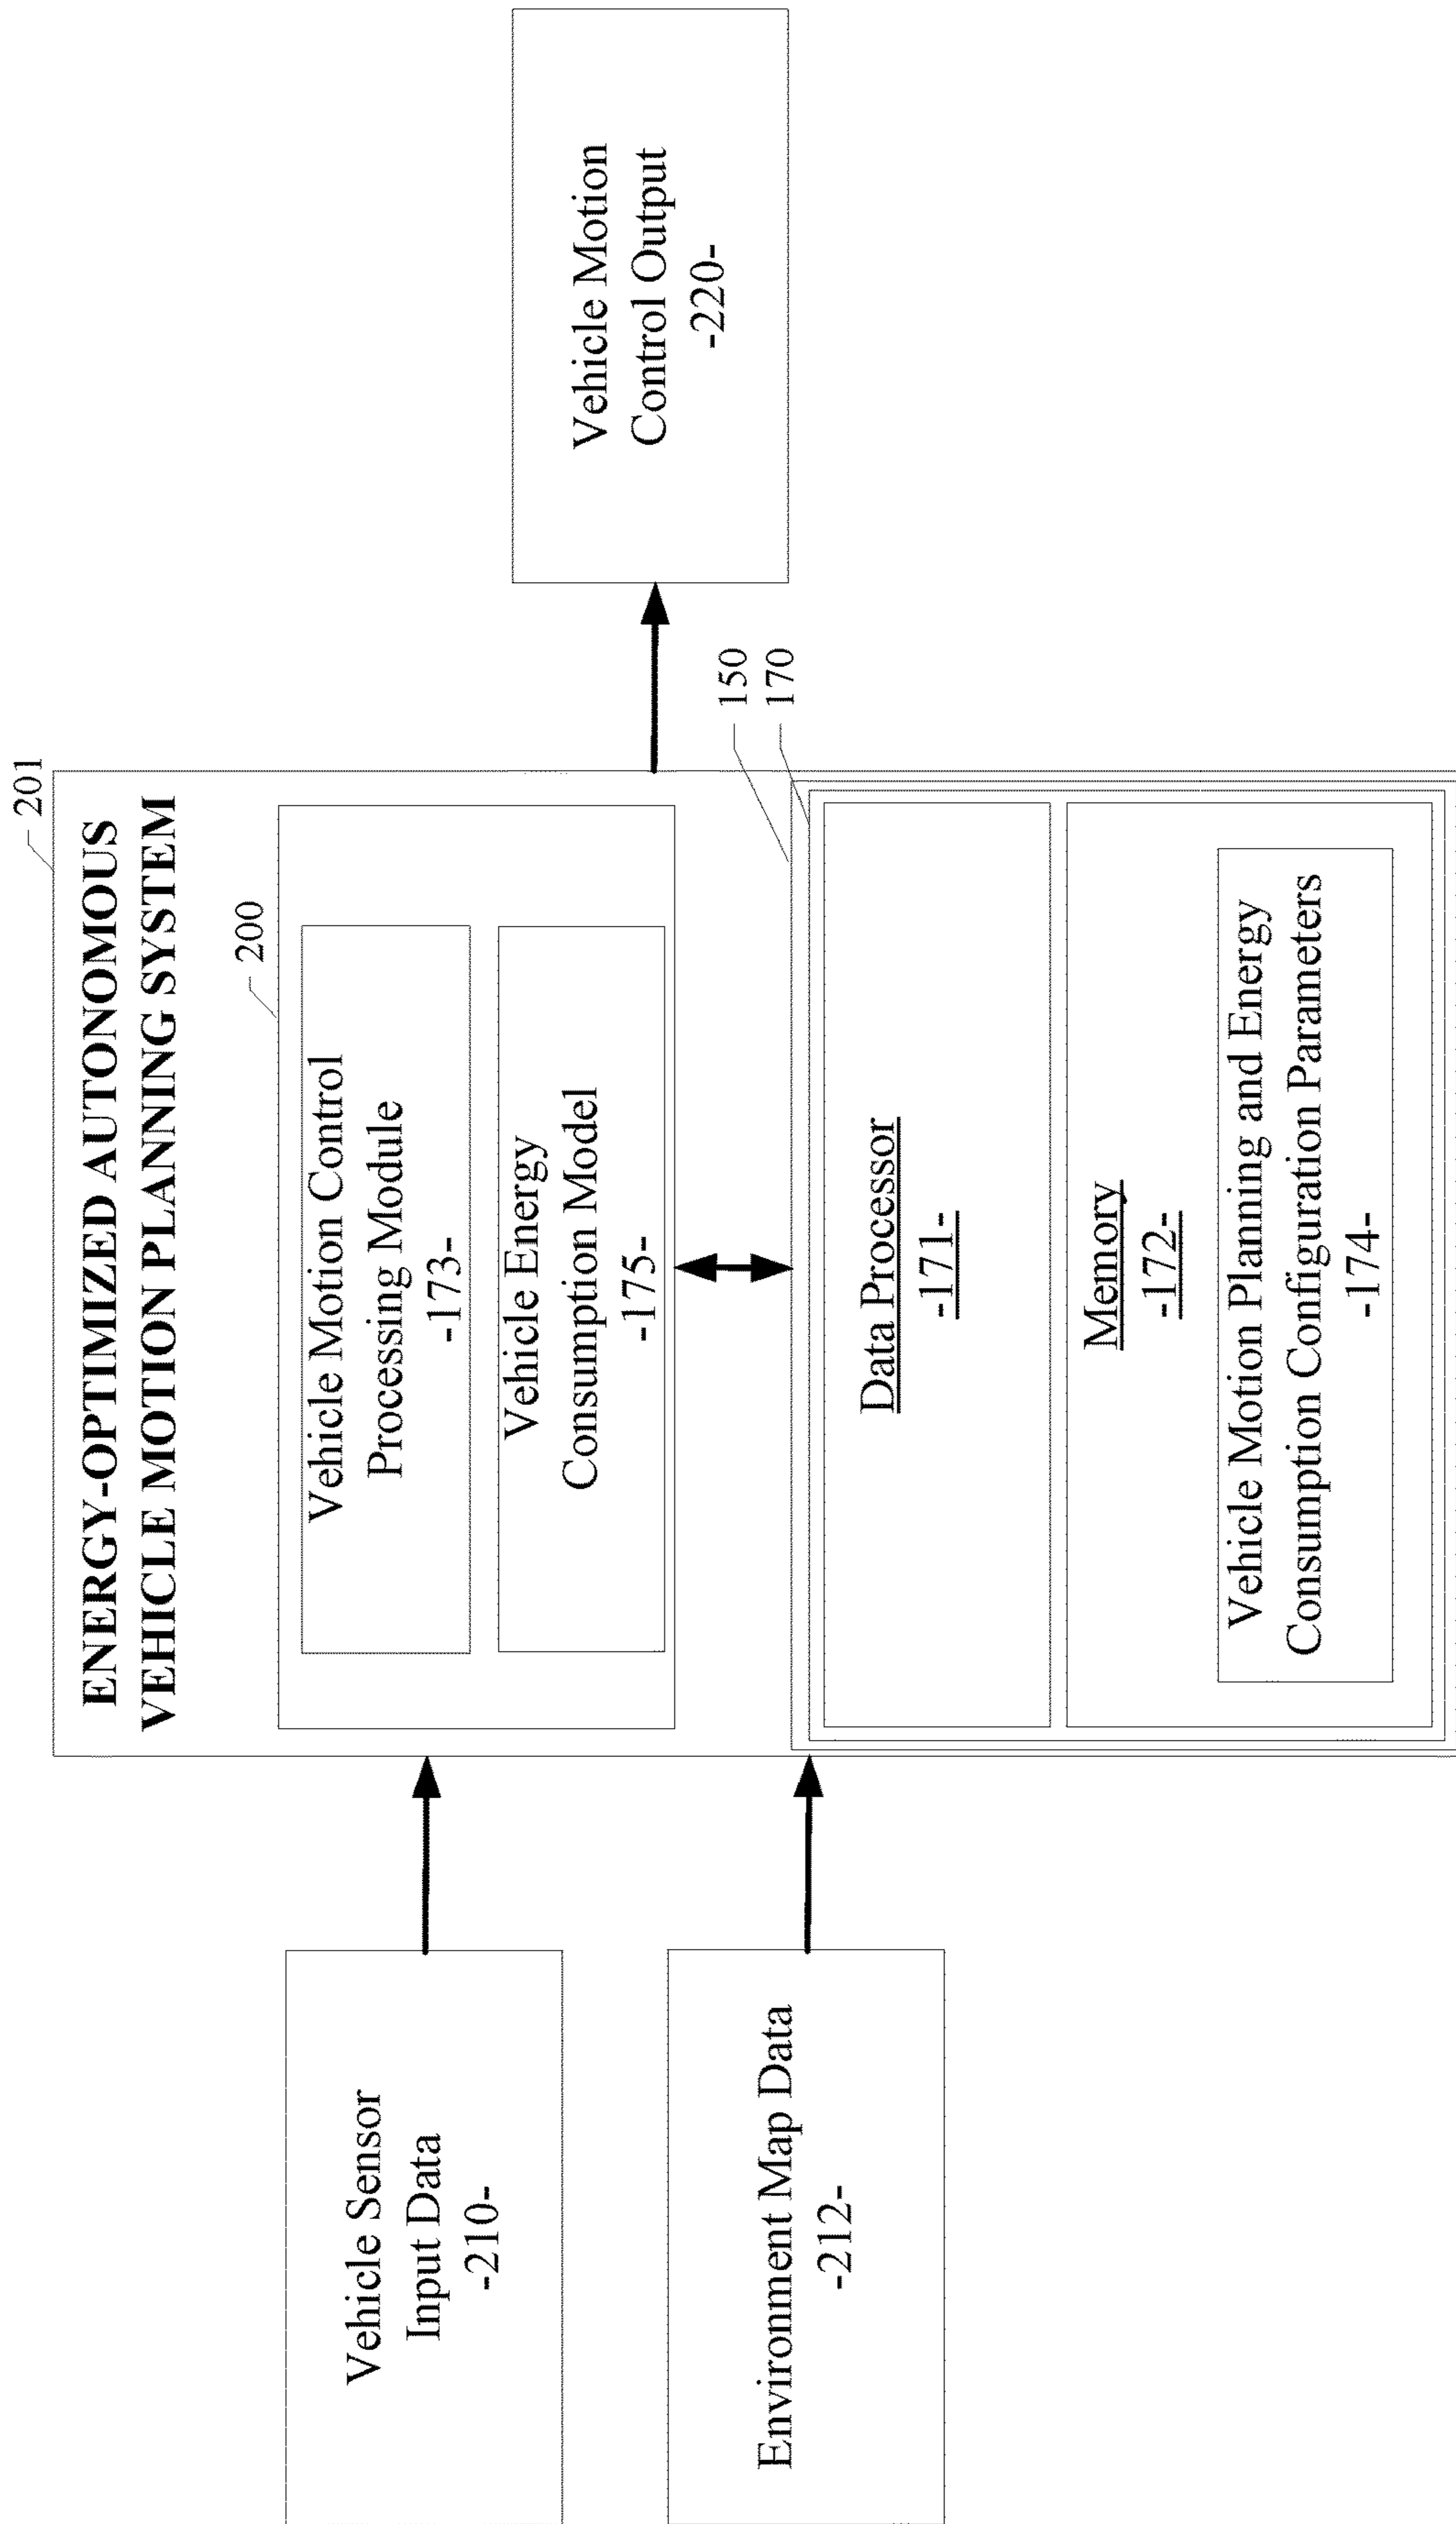 ENERGY-OPTIMIZED AUTONOMOUS
VEHICLE MOTION PLANNING SYSTEM
201
200
Vehicle Motion Control
Processing Module
-173-
Vehicle Energy
Consumption Model
-175-
Vehicle Sensor
Input Data
-210-
Environment Map Data
-212-
Vehicle Motion
Control Output
-220-
150
170
Data Processor
-171-
Memory
-172-
Vehicle Motion Planning and Energy
Consumption Configuration Parameters
-174-